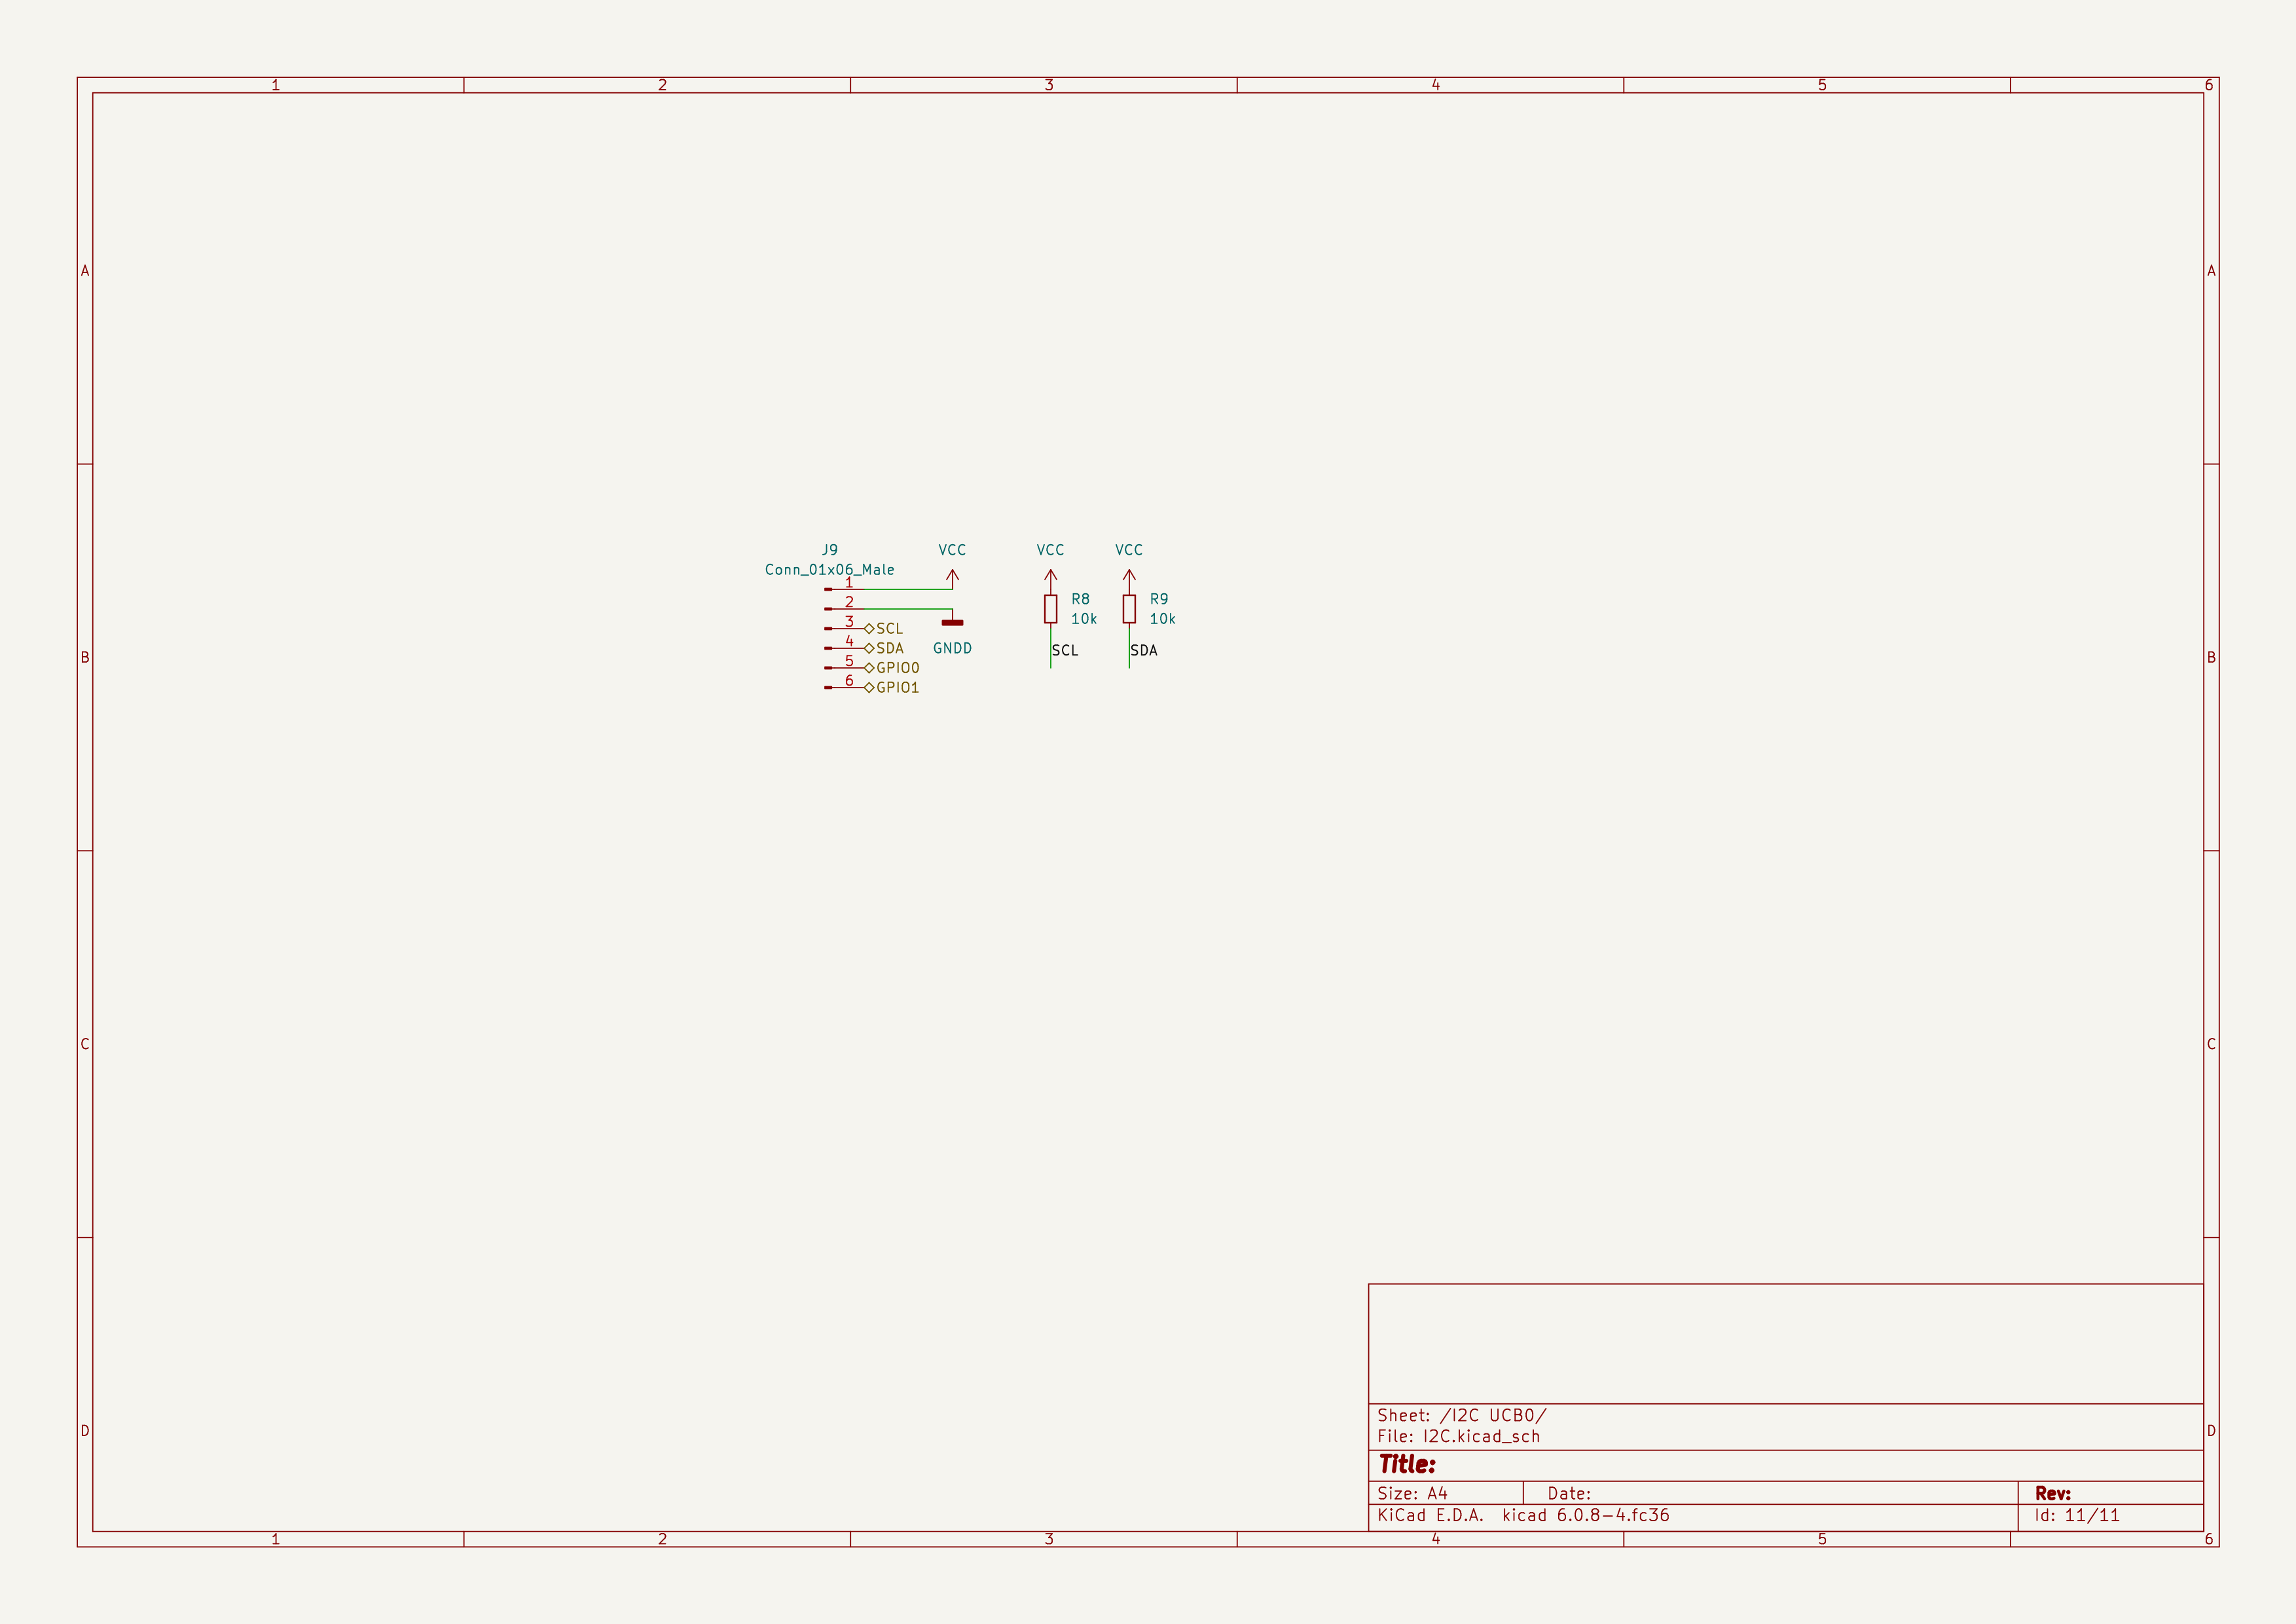 1 2 3 4 5 6
A A
J9 VCC VCC VCC
Conn_01x06_Male
1
2 R8 R9
3 SCL 10k 10k
4 SDA GNDD SCL SDA
B B
5 GPIO0
6 GPIO1
C C
Sheet: /I2C UCB0/
File: I2C.kicad_sch
D D
Title:
Size: A4 Date: Rev:
KiCad E.D.A. kicad 6.0.8-4.fc36 Id: 11/11
1 2 3 4 5 6